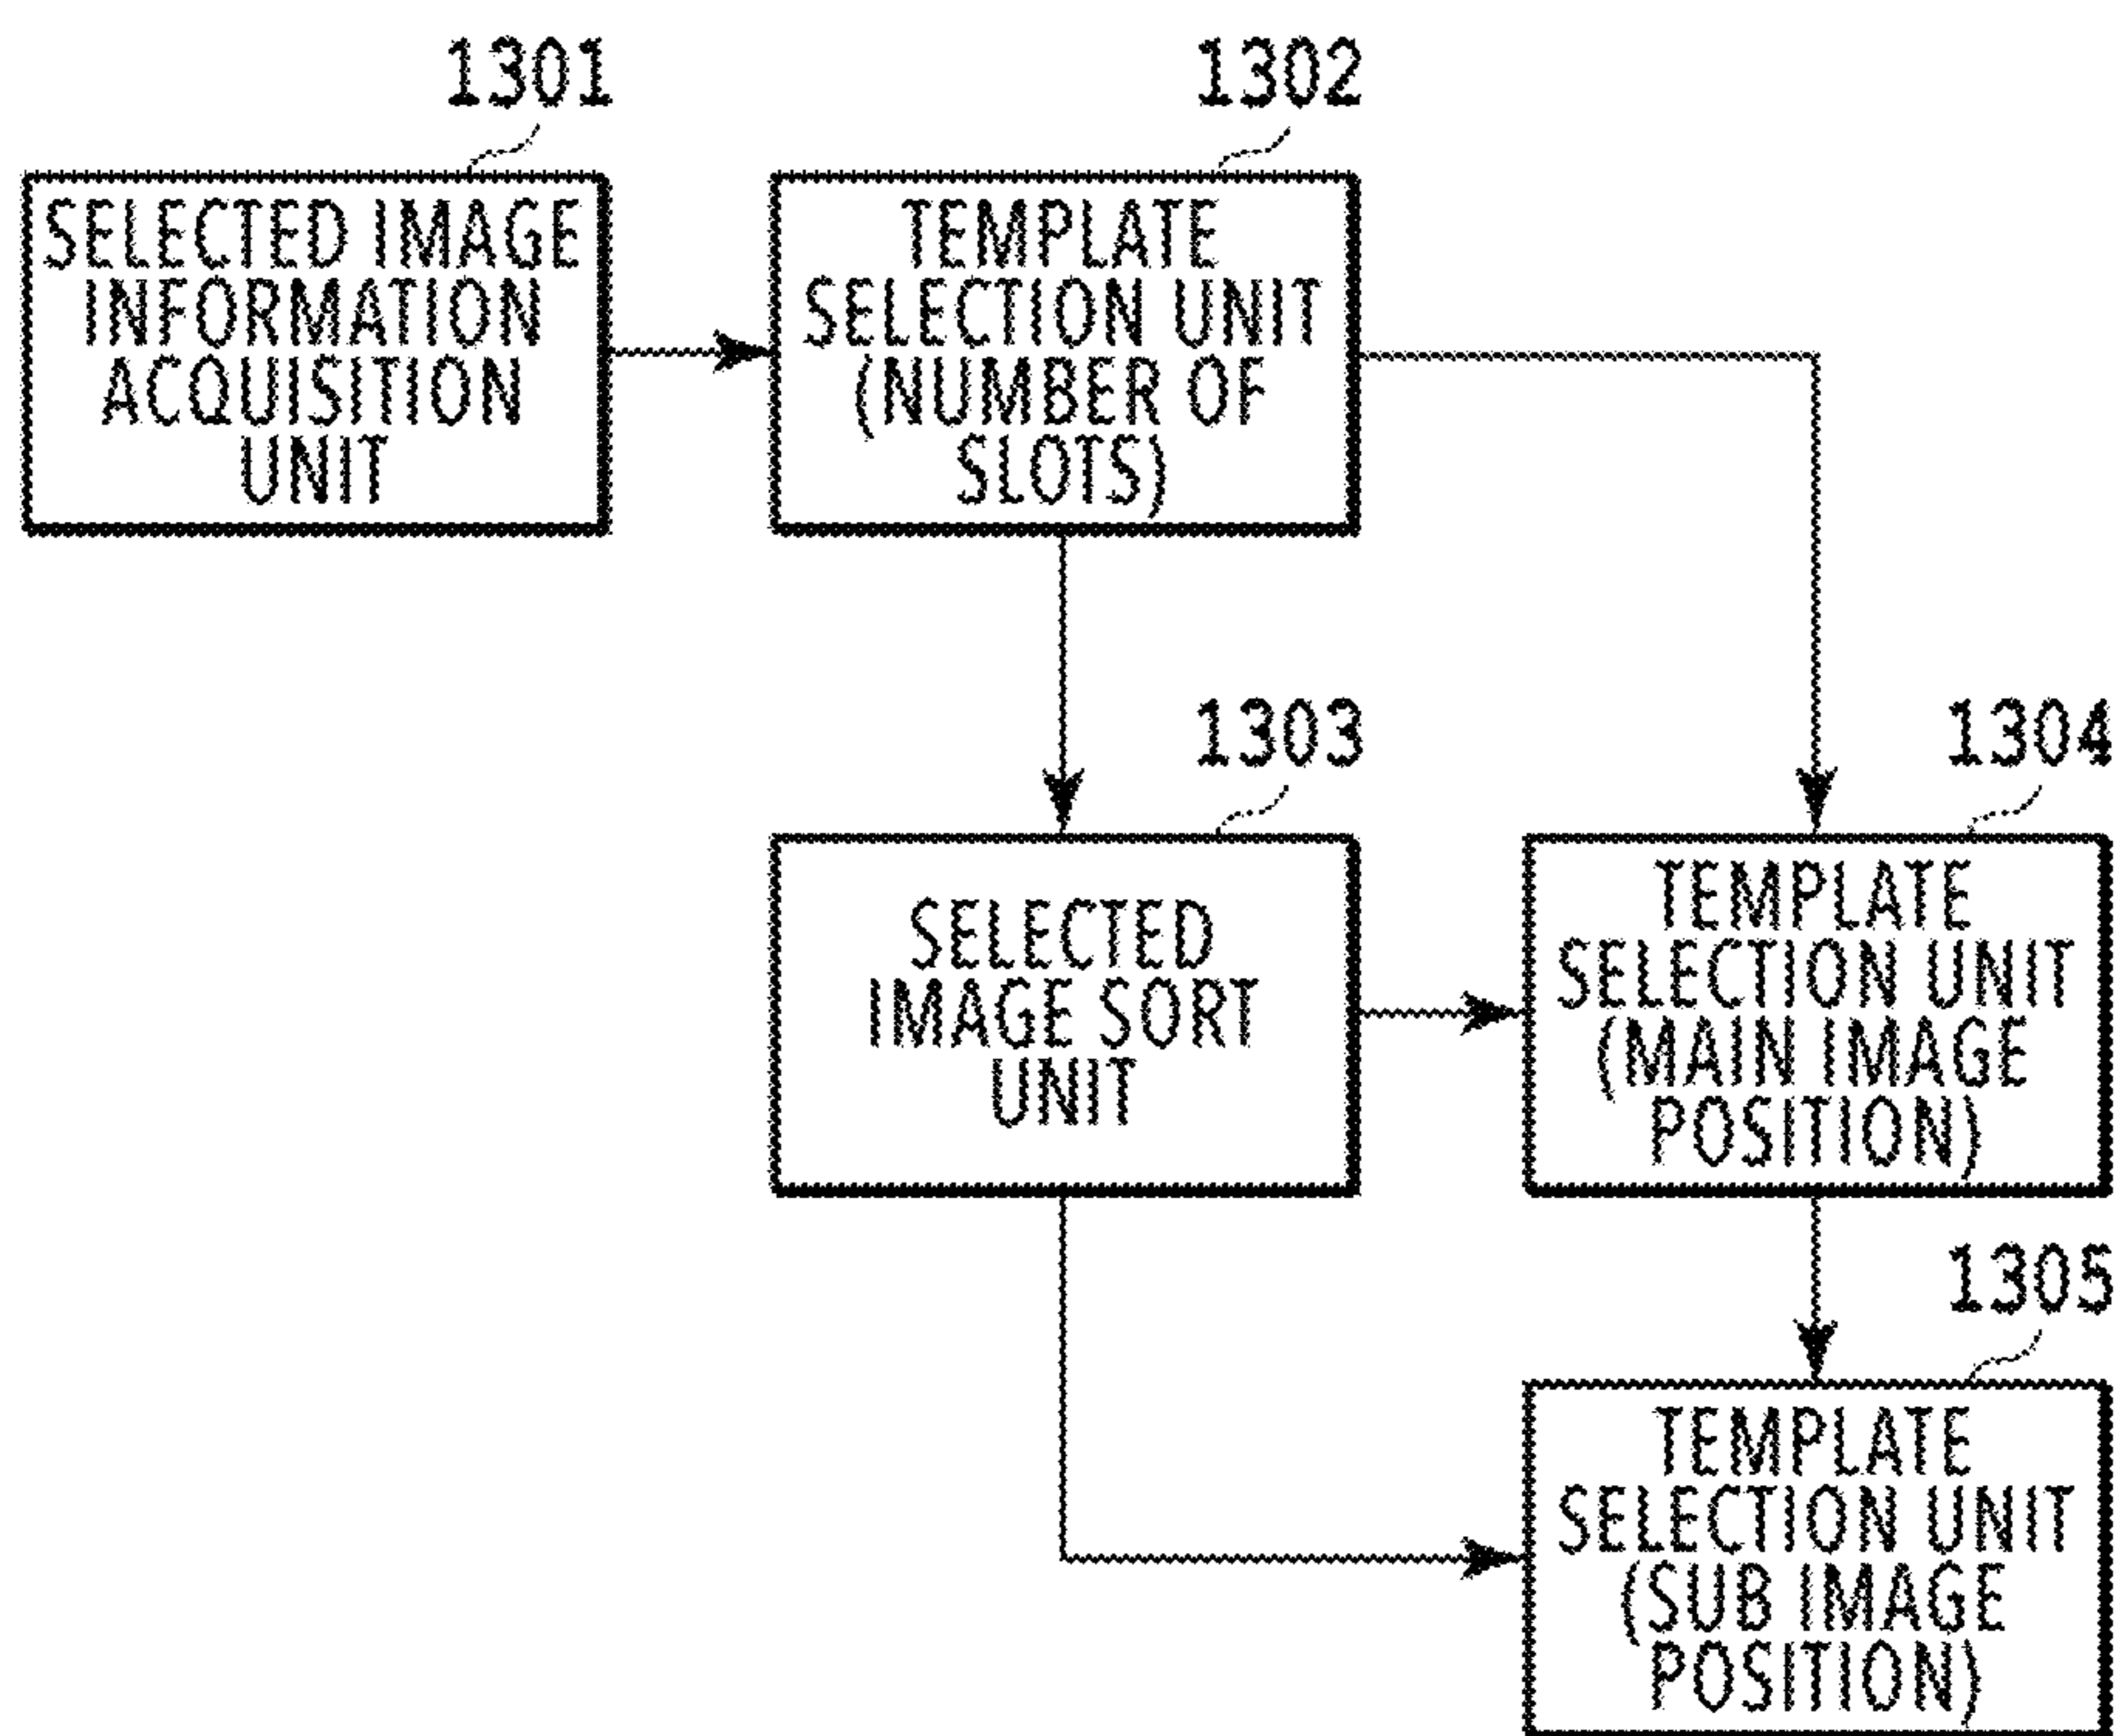 1301
SELECTED IMAGE
INFORMATION
ACQUISITION
UNIT
1302
TEMPLATE
SELECTION UNIT
(NUMBER OF
SLOTS)
1303
SELECTED
IMAGE SORT
UNIT
1304
TEMPLATE
SELECTION UNIT
(MAIN IMAGE
POSITION)
1305
TEMPLATE
SELECTION UNIT
(SUB IMAGE
POSITION)